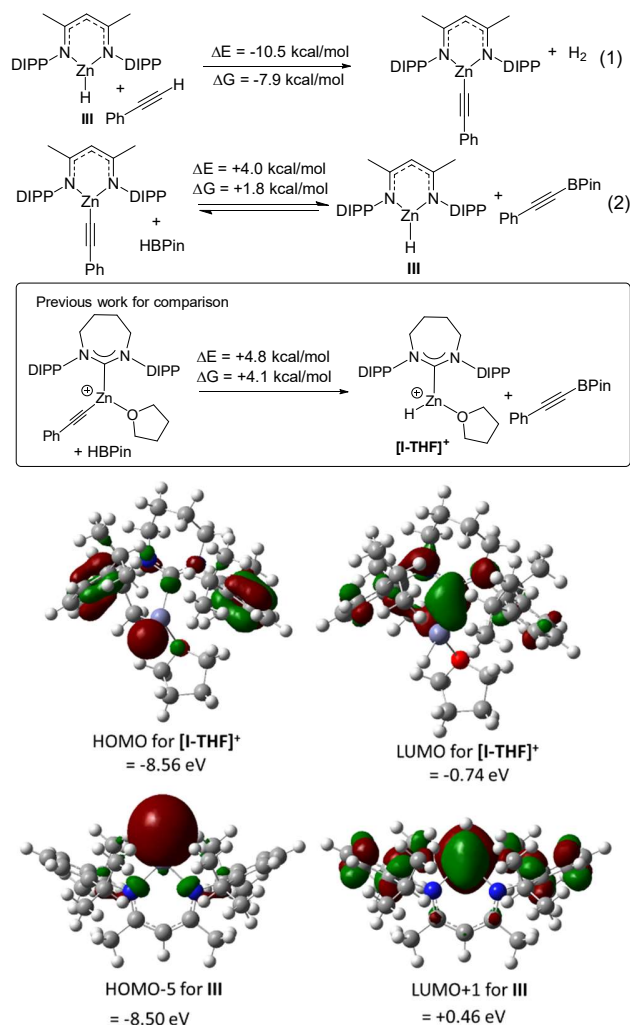 N N
DIPP Zn DIPP
H
III
+
Ph H
ΔE = -10.5 kcal/mol
ΔG = -7.9 kcal/mol
N N
DIPP Zn DIPP
Ph
+ H2 (1)
N N
DIPP Zn DIPP
Ph
+
HBPin
ΔE = +4.0 kcal/mol
ΔG = +1.8 kcal/mol
N N
DIPP Zn DIPP
H
III
+
Ph BPin
(2)
Previous work for comparison
N N
DIPP DIPP
⊕ Zn
Ph O
+ HBPin
ΔE = +4.8 kcal/mol
ΔG = +4.1 kcal/mol
N N
DIPP DIPP
⊕ Zn
H O
[I-THF]+
+
Ph BPin
HOMO for [I-THF]+
= -8.56 eV
LUMO for [I-THF]+
= -0.74 eV
HOMO-5 for III
= -8.50 eV
LUMO+1 for III
= +0.46 eV